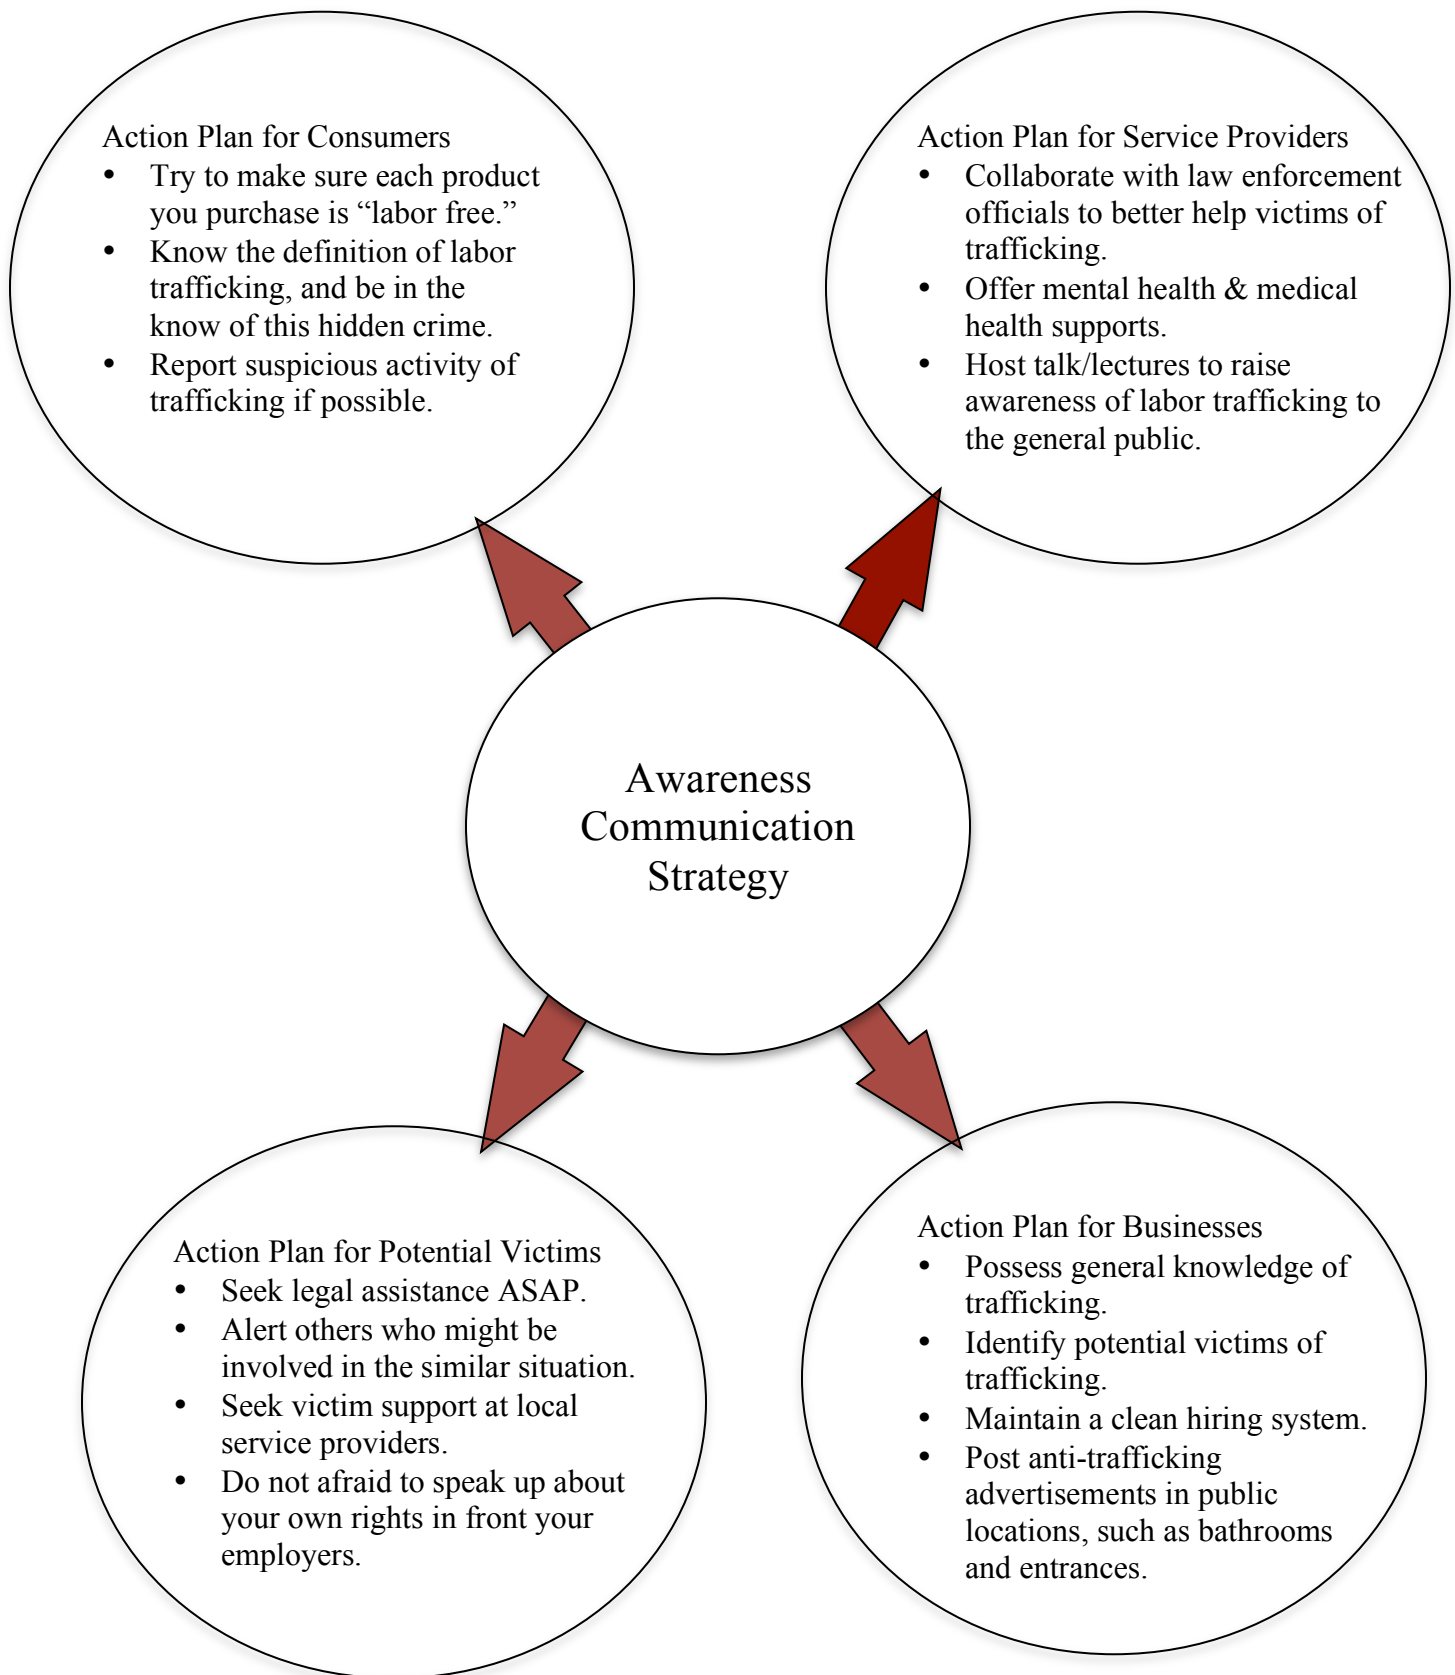 Action Plan for Consumers
• Try to make sure each product
you purchase is “labor free.”
• Know the definition of labor
trafficking, and be in the
know of this hidden crime.
• Report suspicious activity of
trafficking if possible.
Action Plan for Service Providers
• Collaborate with law enforcement
officials to better help victims of
trafficking.
• Offer mental health & medical
health supports.
• Host talk/lectures to raise
awareness of labor trafficking to
the general public.
Awareness
Communication
Strategy
Action Plan for Potential Victims
• Seek legal assistance ASAP.
• Alert others who might be
involved in the similar situation.
• Seek victim support at local
service providers.
• Do not afraid to speak up about
your own rights in front your
employers.
Action Plan for Businesses
• Possess general knowledge of
trafficking.
• Identify potential victims of
trafficking.
• Maintain a clean hiring system.
• Post anti-trafficking
advertisements in public
locations, such as bathrooms
and entrances.